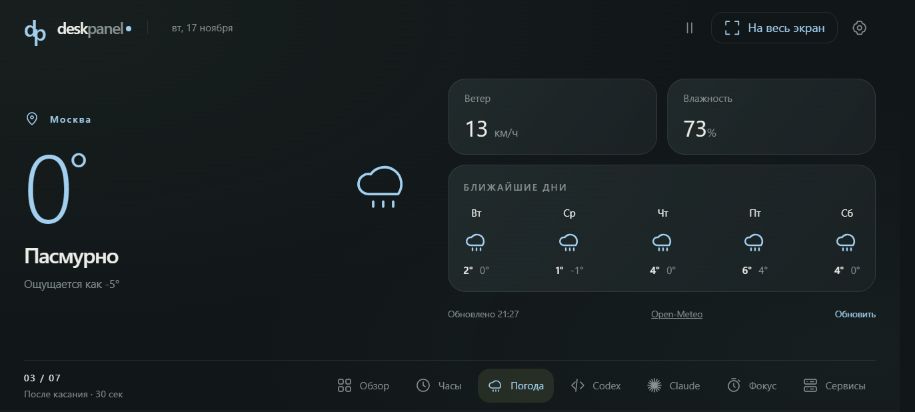 dp deskpanel
вт, 17 ноября
На весь экран
Москва
0°
Пасмурно
Ощущается как -5°
Ветер
13 км/ч
Влажность
73%
БЛИЖАЙШИЕ ДНИ
Вт Ср Чт Пт Сб
2° 0° 1° -1° 4° 0° 6° 4° 4° 0°
Обновлено 21:27 Open-Meteo Обновить
03 / 07
После касания · 30 сек
Обзор Часы Погода Codex Claude Фокус Сервисы